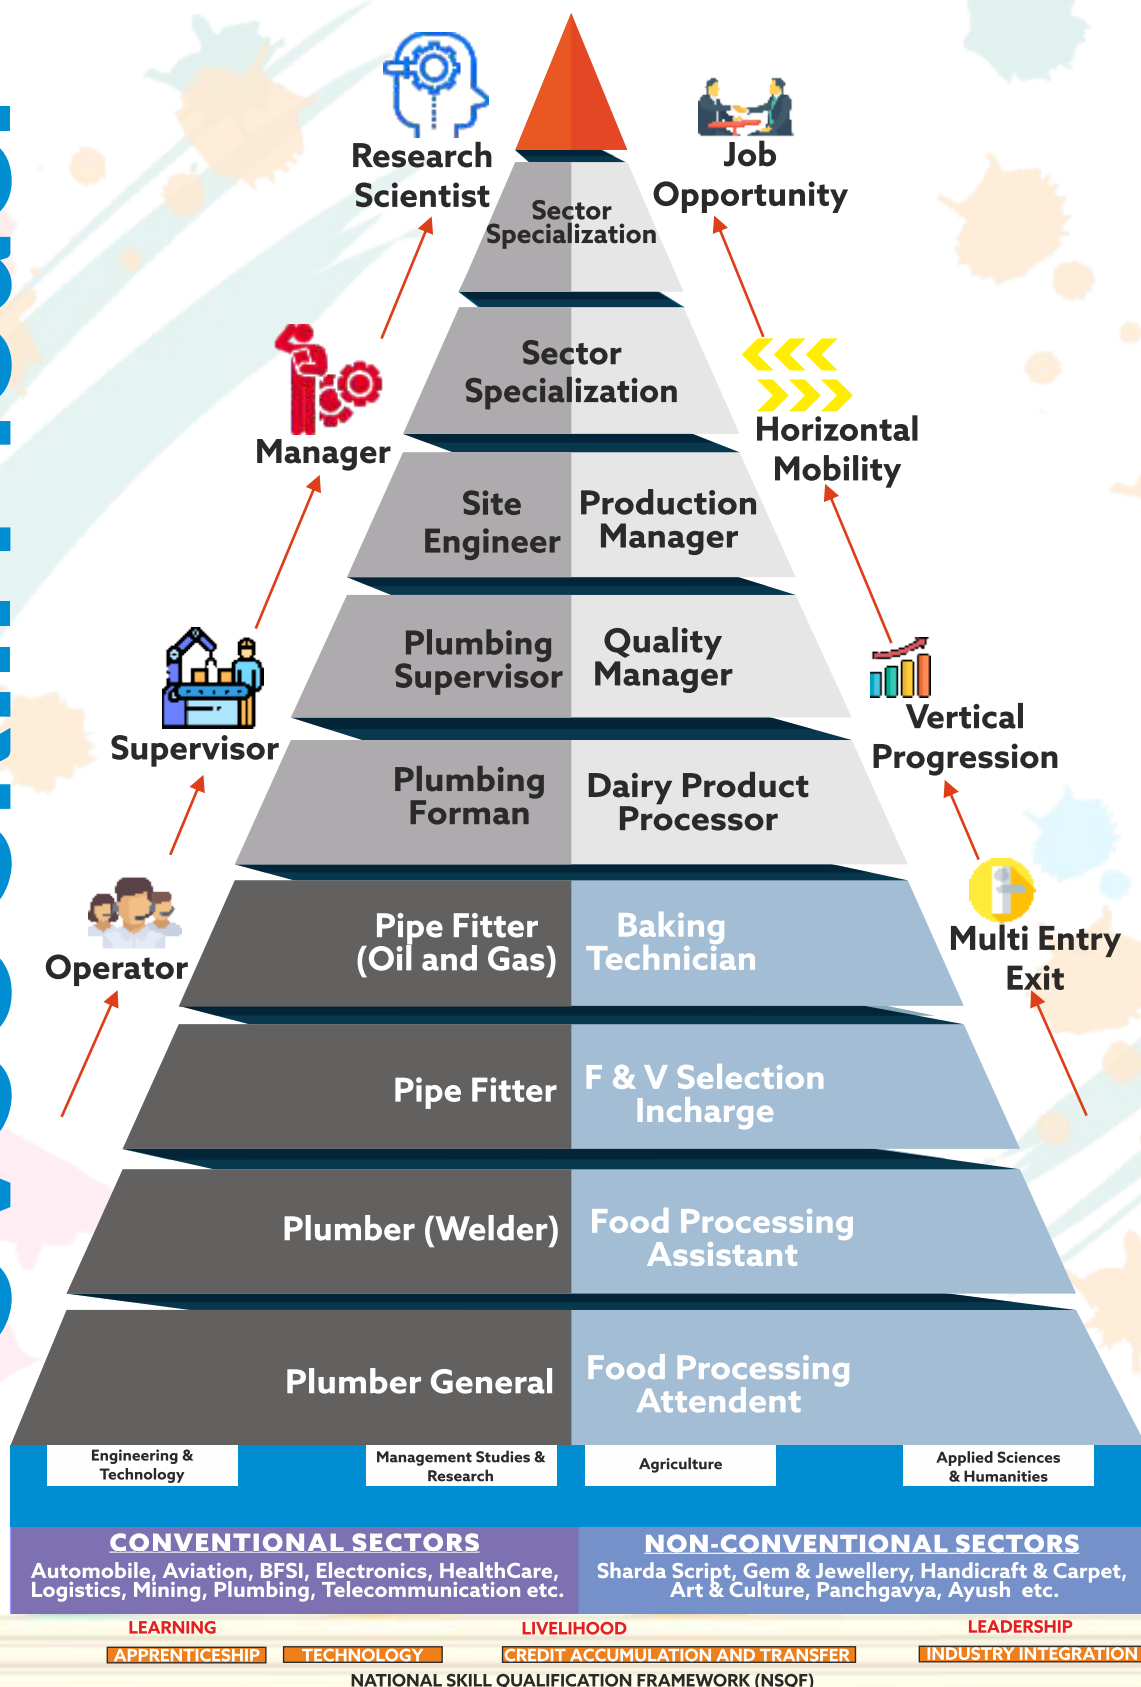 Research
Scientist
Job
Opportunity
Sector
Specialization
Sector
Specialization
Manager
Horizontal
Mobility
Site
Engineer
Production
Manager
Plumbing
Supervisor
Quality
Manager
Supervisor
Vertical
Progression
Plumbing
Forman
Dairy Product
Processor
Operator
Pipe Fitter
(Oil and Gas)
Baking
Technician
Multi Entry
Exit
Pipe Fitter
F & V Selection
Incharge
Plumber (Welder)
Food Processing
Assistant
Plumber General
Food Processing
Attendent
Engineering &
Technology
Management Studies &
Research
Agriculture
Applied Sciences
& Humanities
CONVENTIONAL SECTORS
Automobile, Aviation, BFSI, Electronics, HealthCare,
Logistics, Mining, Plumbing, Telecommunication etc.
NON-CONVENTIONAL SECTORS
Sharda Script, Gem & Jewellery, Handicraft & Carpet,
Art & Culture, Panchgavya, Ayush etc.
LEARNING
LIVELIHOOD
LEADERSHIP
APPRENTICESHIP
TECHNOLOGY
CREDIT ACCUMULATION AND TRANSFER
INDUSTRY INTEGRATION
NATIONAL SKILL QUALIFICATION FRAMEWORK (NSQF)